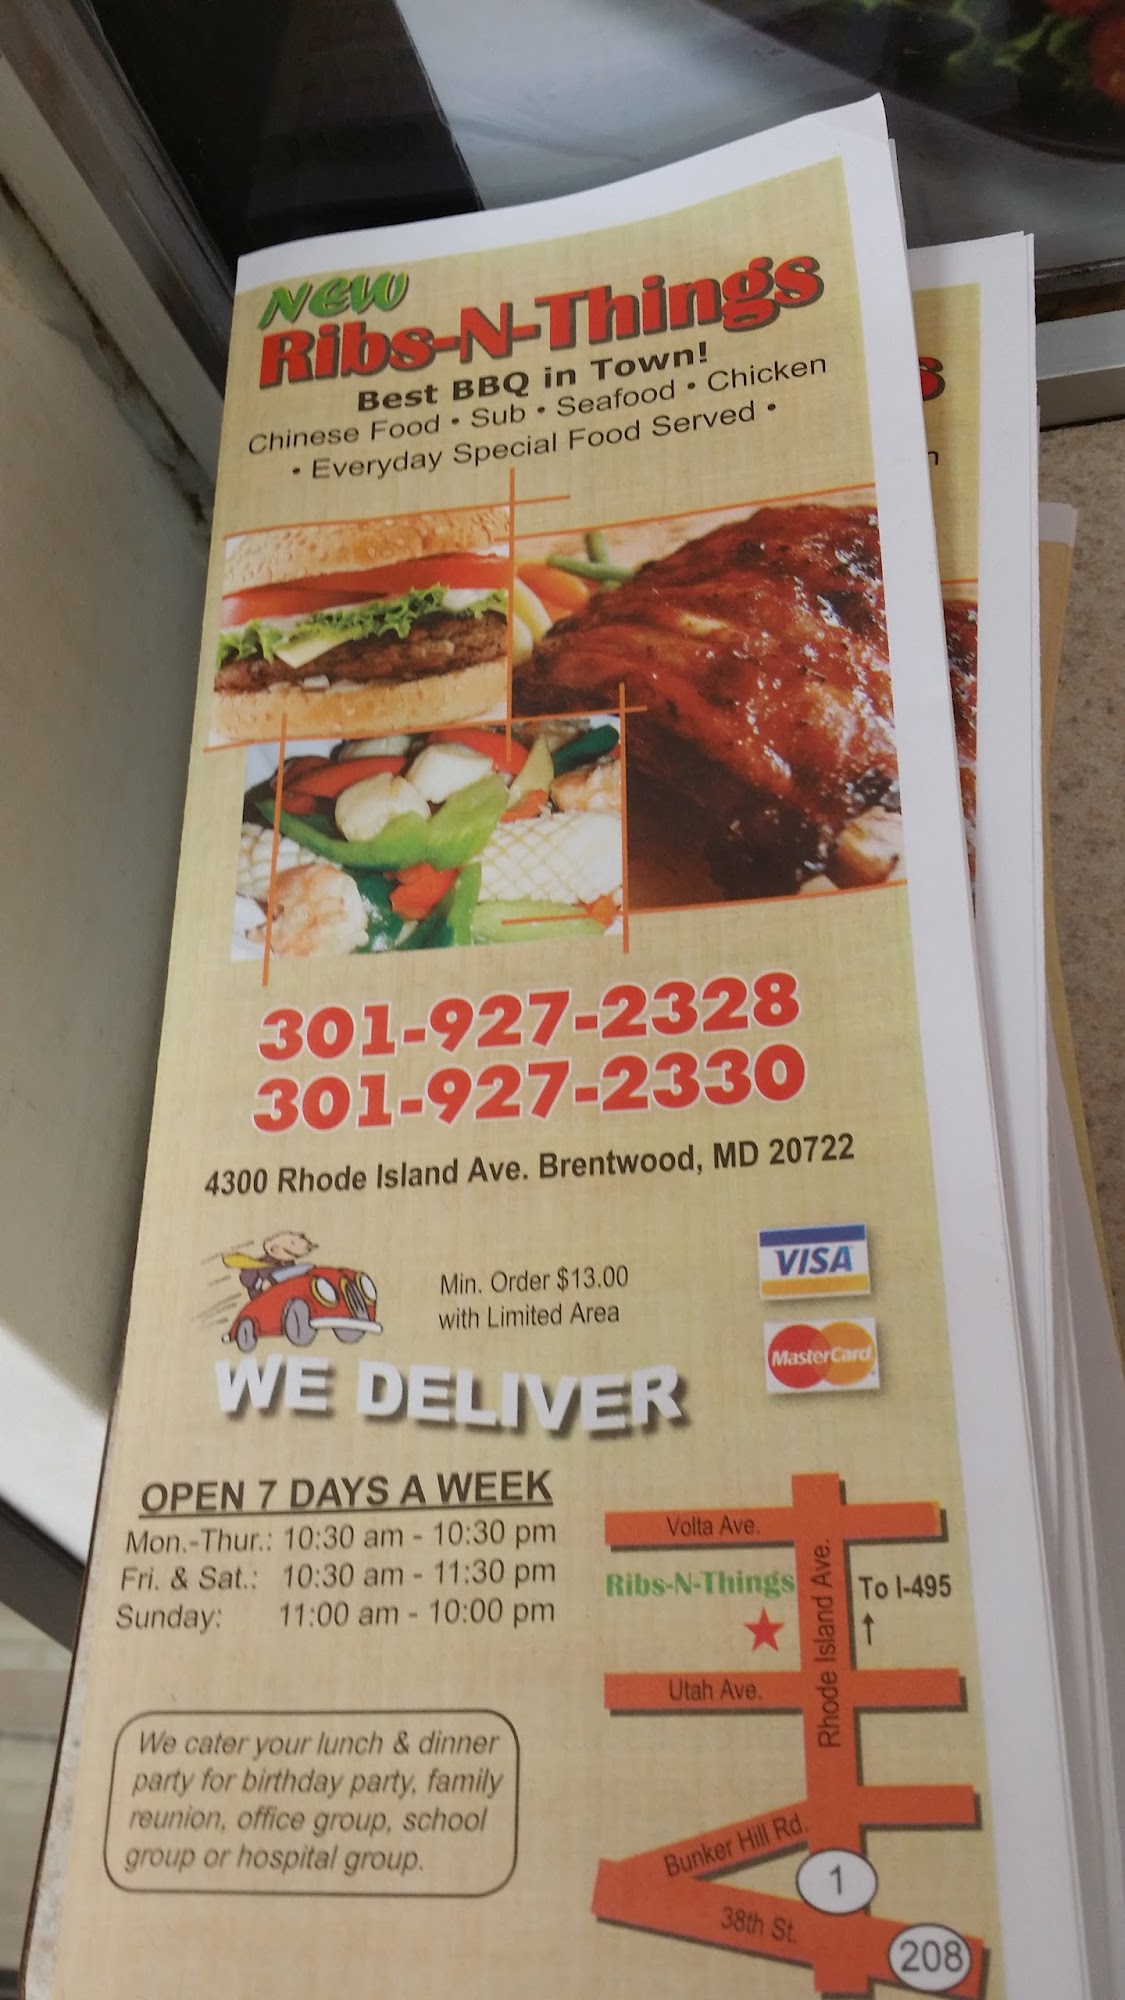 NEW
Ribs-N-Things
Best BBQ in Town!
Chinese Food • Sub • Seafood • Chicken
• Everyday Special Food Served •
301-927-2328
301-927-2330
4300 Rhode Island Ave. Brentwood, MD 20722
Min. Order $13.00
with Limited Area
WE DELIVER
VISA
MasterCard
OPEN 7 DAYS A WEEK
Mon.-Thur.: 10:30 am - 10:30 pm
Fri. & Sat.: 10:30 am - 11:30 pm
Sunday: 11:00 am - 10:00 pm
We cater your lunch & dinner
party for birthday party, family
reunion, office group, school
group or hospital group.
Volta Ave.
Ribs-N-Things
Rhode Island Ave.
To I-495
Utah Ave.
Bunker Hill Rd.
1
38th St.
208